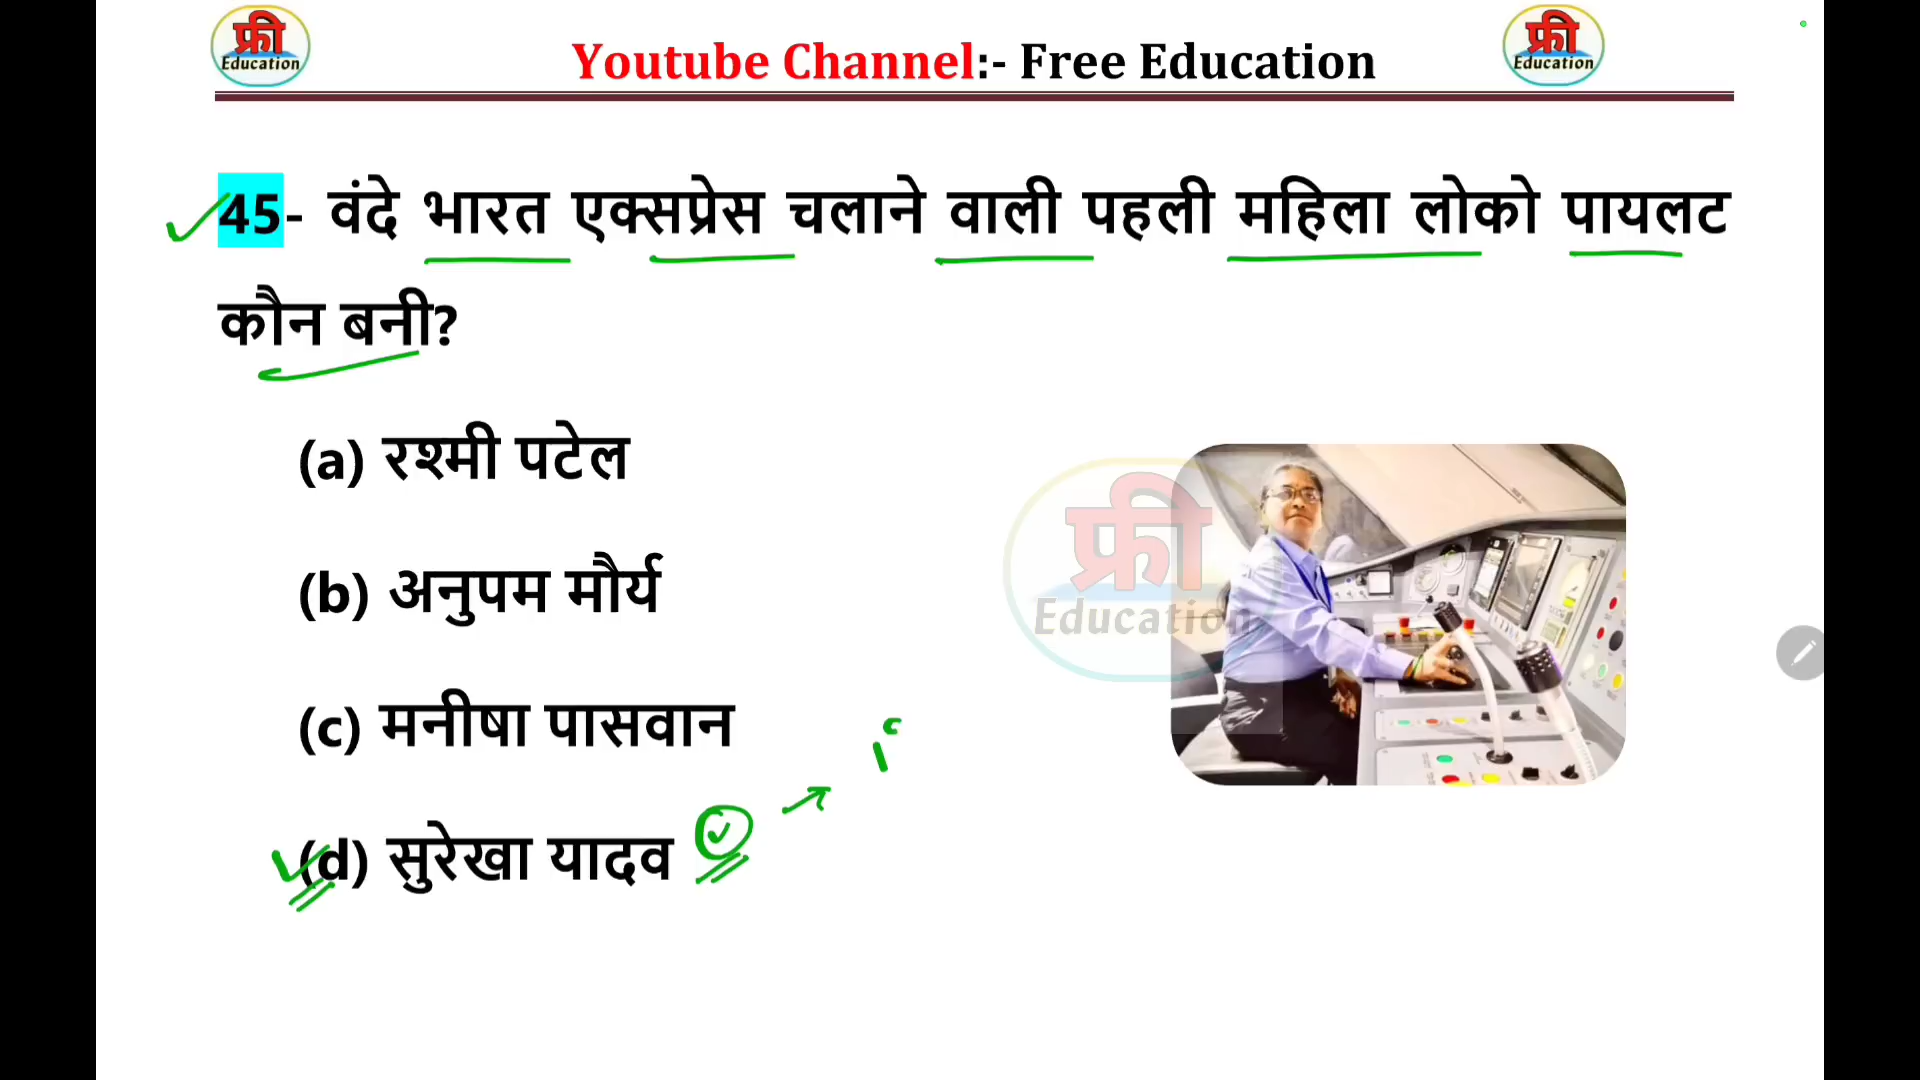 फ्री
Education
Youtube Channel:- Free Education
फ्री
Education
45- वंदे भारत एक्सप्रेस चलाने वाली पहली महिला लोको पायलट
कौन बनी?
(a) रश्मी पटेल
(b) अनुपम मौर्य
(c) मनीषा पासवान
(d) सुरेखा यादव
फ्री
Education